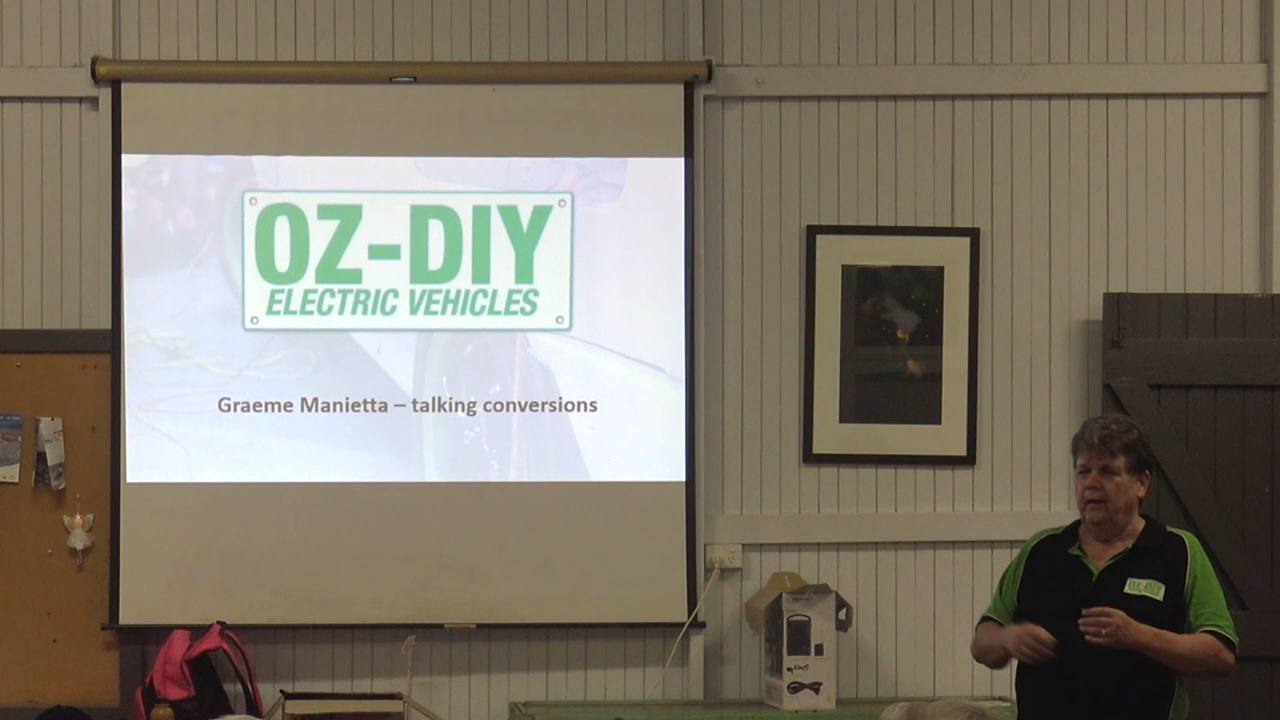 OZ-DIY
ELECTRIC VEHICLES
Graeme Manietta – talking conversions
OZ-DIY